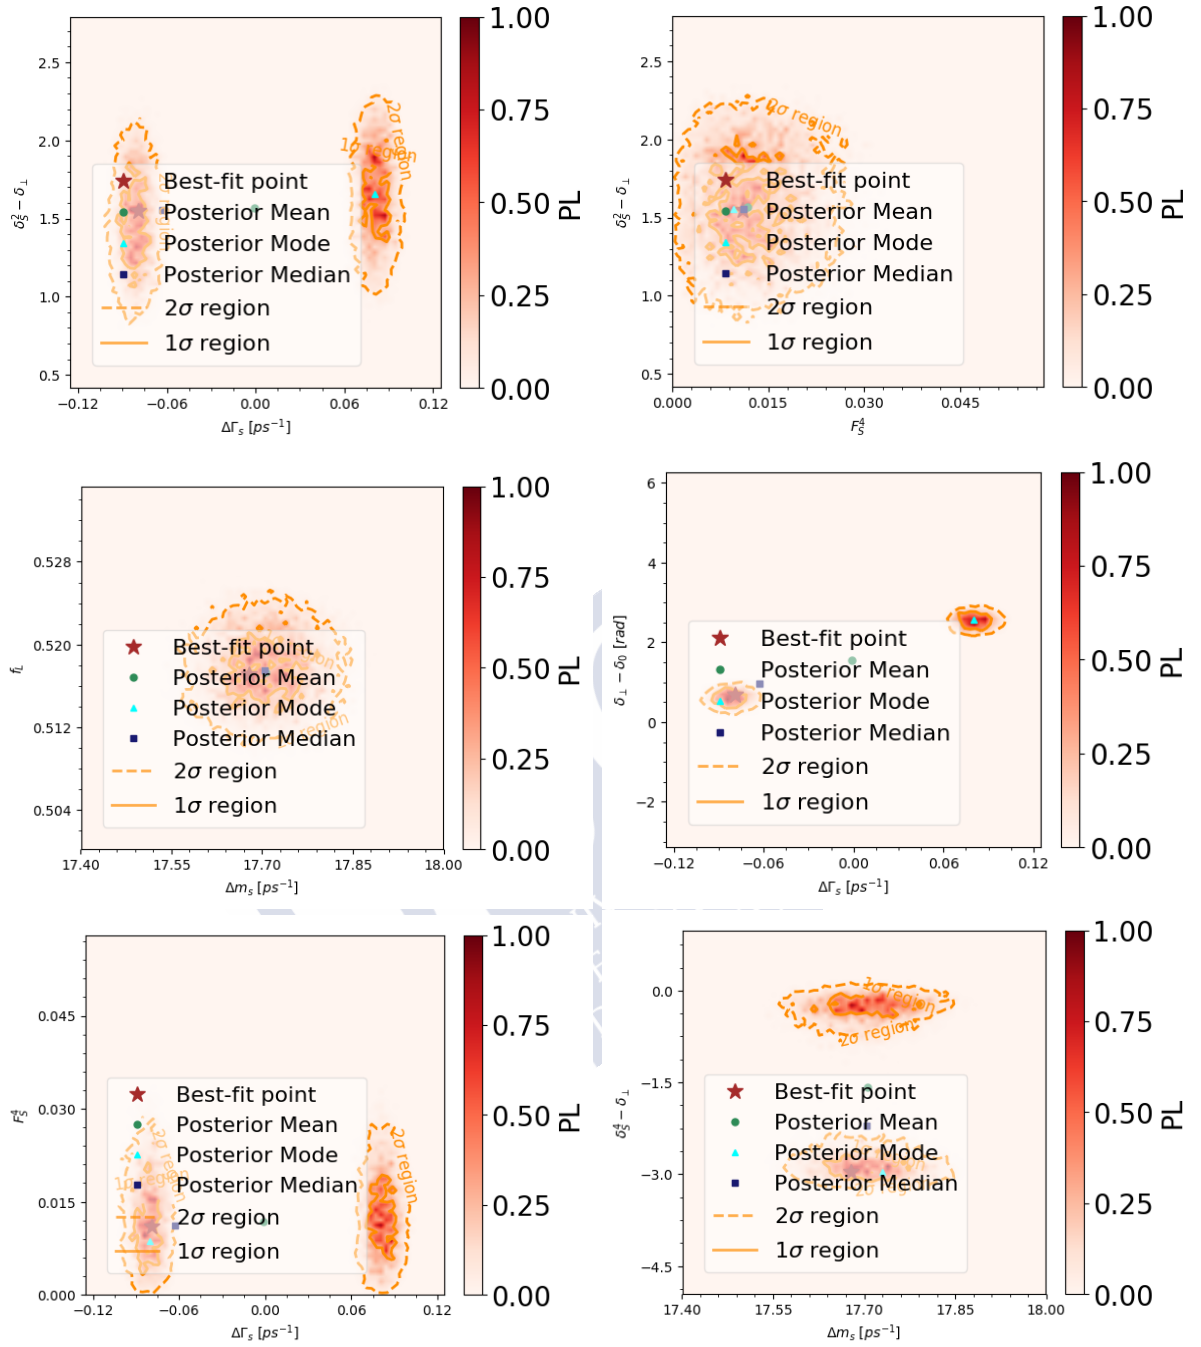 1.00
0.75
0.50
0.25
0.00
PL
2.5
2.0
1.5
1.0
0.5
δ_S^2 − δ_⊥
2σ region
1σ region
2σ region
Best-fit point
Posterior Mean
Posterior Mode
Posterior Median
2σ region
1σ region
−0.12 −0.06 0.00 0.06 0.12
ΔΓ_s [ps^{-1}]
1.00
0.75
0.50
0.25
0.00
PL
2.5
2.0
1.5
1.0
0.5
δ_S^2 − δ_⊥
2σ region
Best-fit point
Posterior Mean
Posterior Mode
Posterior Median
2σ region
1σ region
0.000 0.015 0.030 0.045
F_S^4
1.00
0.75
0.50
0.25
0.00
PL
0.528
0.520
0.512
0.504
f_L
region
region
Best-fit point
Posterior Mean
Posterior Mode
Posterior Median
2σ region
1σ region
17.40 17.55 17.70 17.85 18.00
Δm_s [ps^{-1}]
1.00
0.75
0.50
0.25
0.00
PL
6
4
2
0
−2
δ_⊥ − δ_0 [rad]
Best-fit point
Posterior Mean
Posterior Mode
Posterior Median
2σ region
1σ region
−0.12 −0.06 0.00 0.06 0.12
ΔΓ_s [ps^{-1}]
1.00
0.75
0.50
0.25
0.00
PL
0.045
0.030
0.015
0.000
F_S^4
2σ region
1σ region
2σ region
Best-fit point
Posterior Mean
Posterior Mode
Posterior Median
2σ region
1σ region
−0.12 −0.06 0.00 0.06 0.12
ΔΓ_s [ps^{-1}]
1.00
0.75
0.50
0.25
0.00
PL
0.0
−1.5
−3.0
−4.5
δ_S^4 − δ_⊥
1σ region
2σ region
2σ region
Best-fit point
Posterior Mean
Posterior Mode
Posterior Median
2σ region
1σ region
17.40 17.55 17.70 17.85 18.00
Δm_s [ps^{-1}]